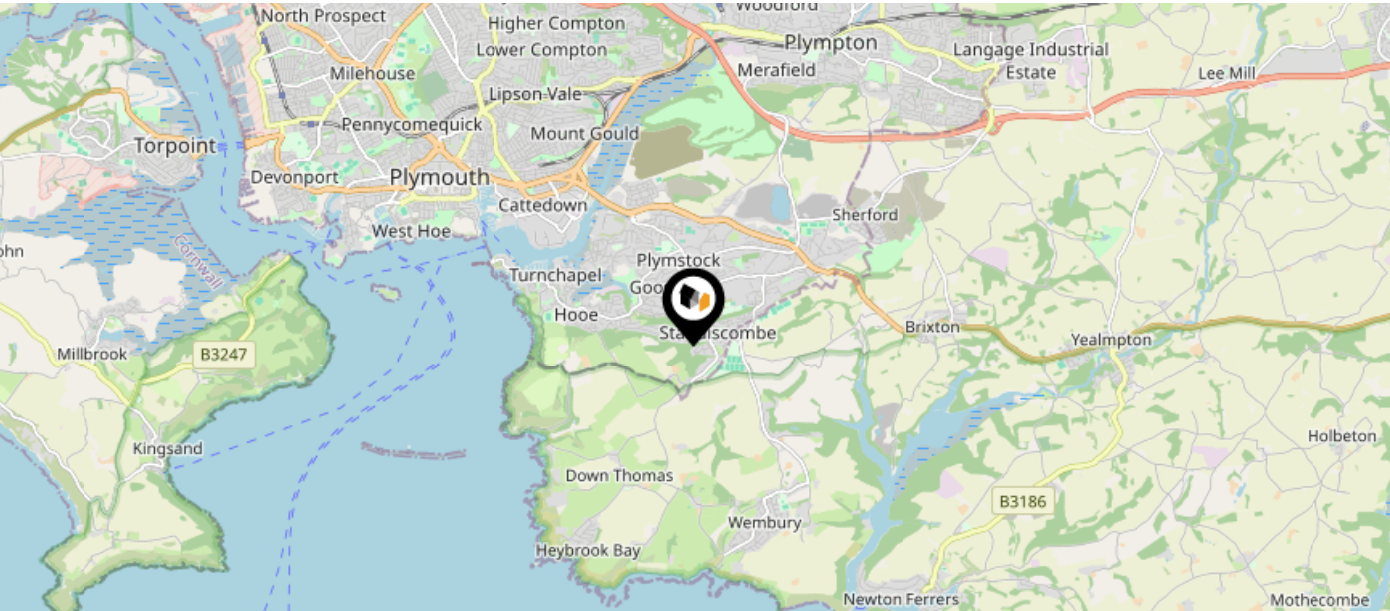 Woodford
North Prospect
Higher Compton
Lower Compton
Plympton
Langage Industrial
Estate
Milehouse
Merafield
Lee Mill
Lipson Vale
Pennycomequick
Mount Gould
Torpoint
Devonport
Plymouth
Cattedown
Sherford
West Hoe
Cornwall
Plymstock
Turnchapel
Hooe
Brixton
Yealmpton
Millbrook
B3247
Kingsand
Holbeton
Down Thomas
B3186
Wembury
Heybrook Bay
Newton Ferrers
Mothecombe